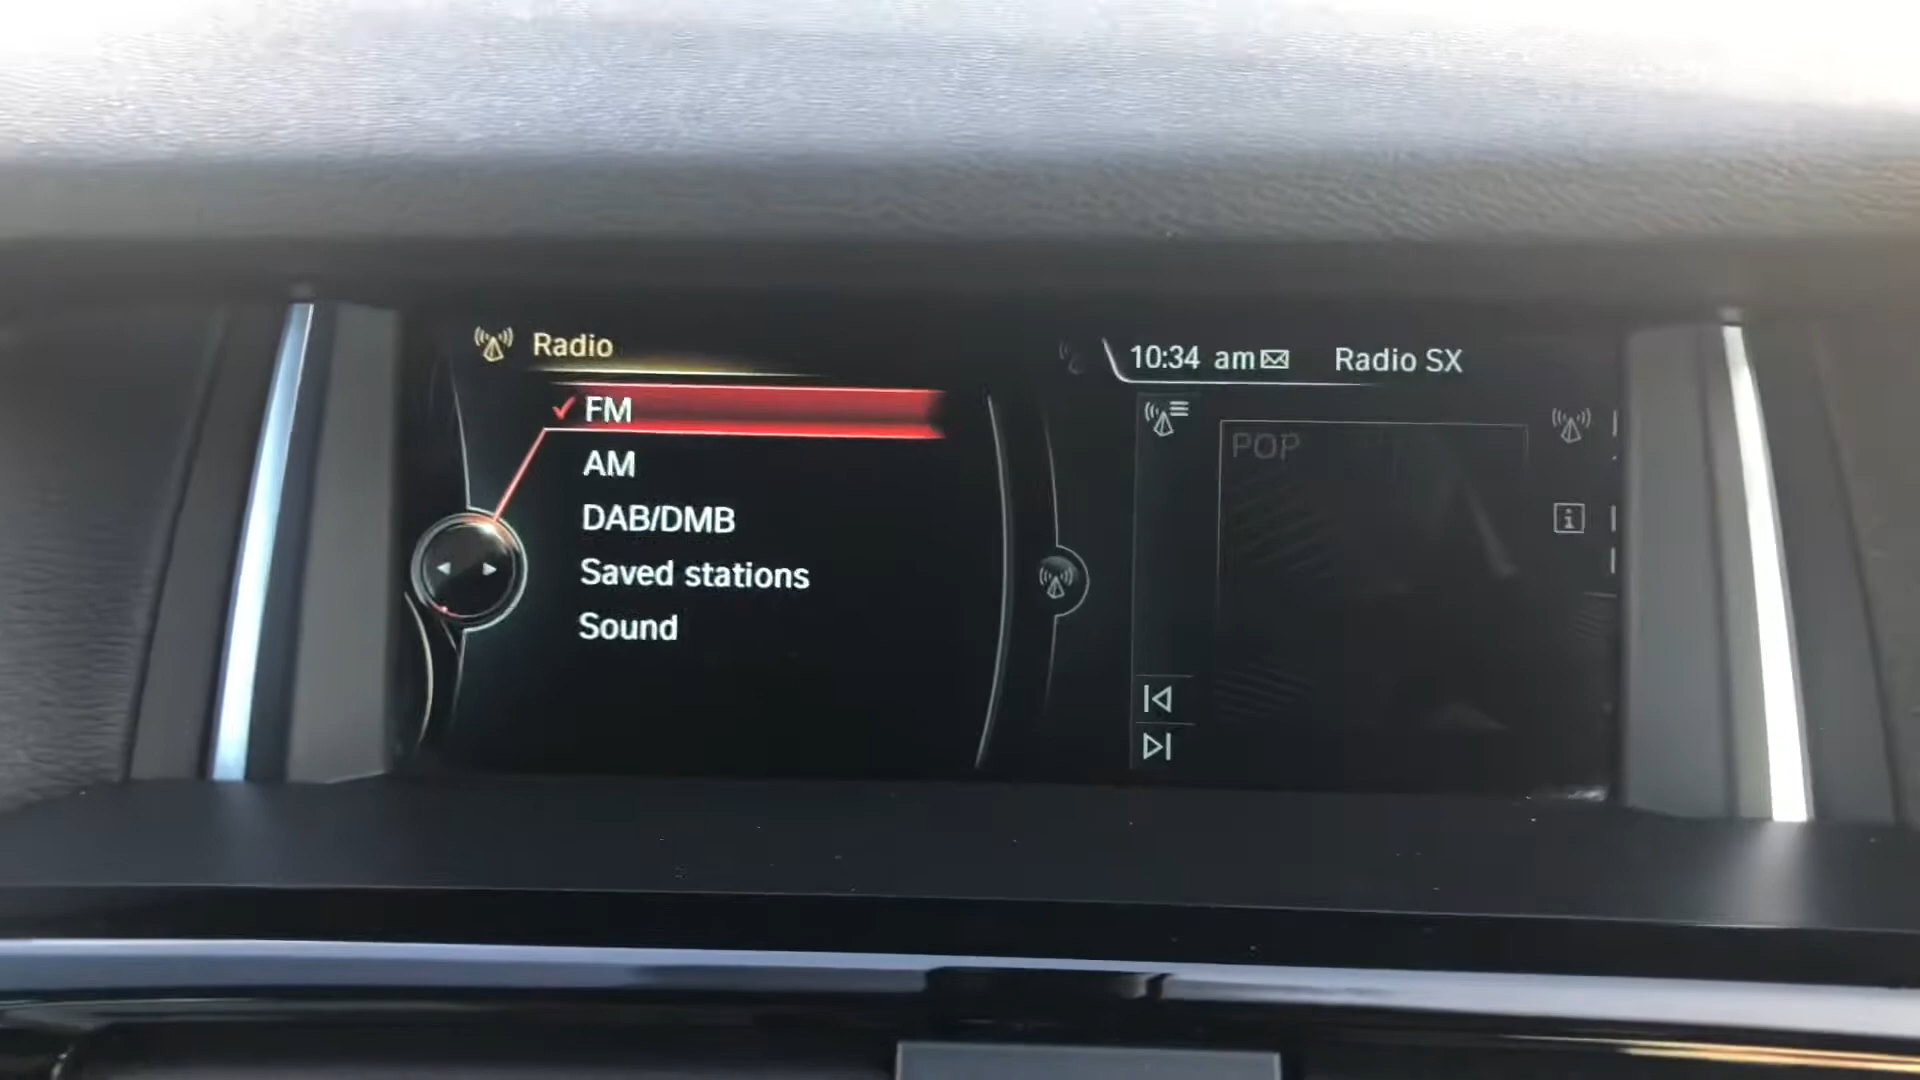 Radio
FM
AM
DAB/DMB
Saved stations
Sound
10:34 am
Radio SX
POP